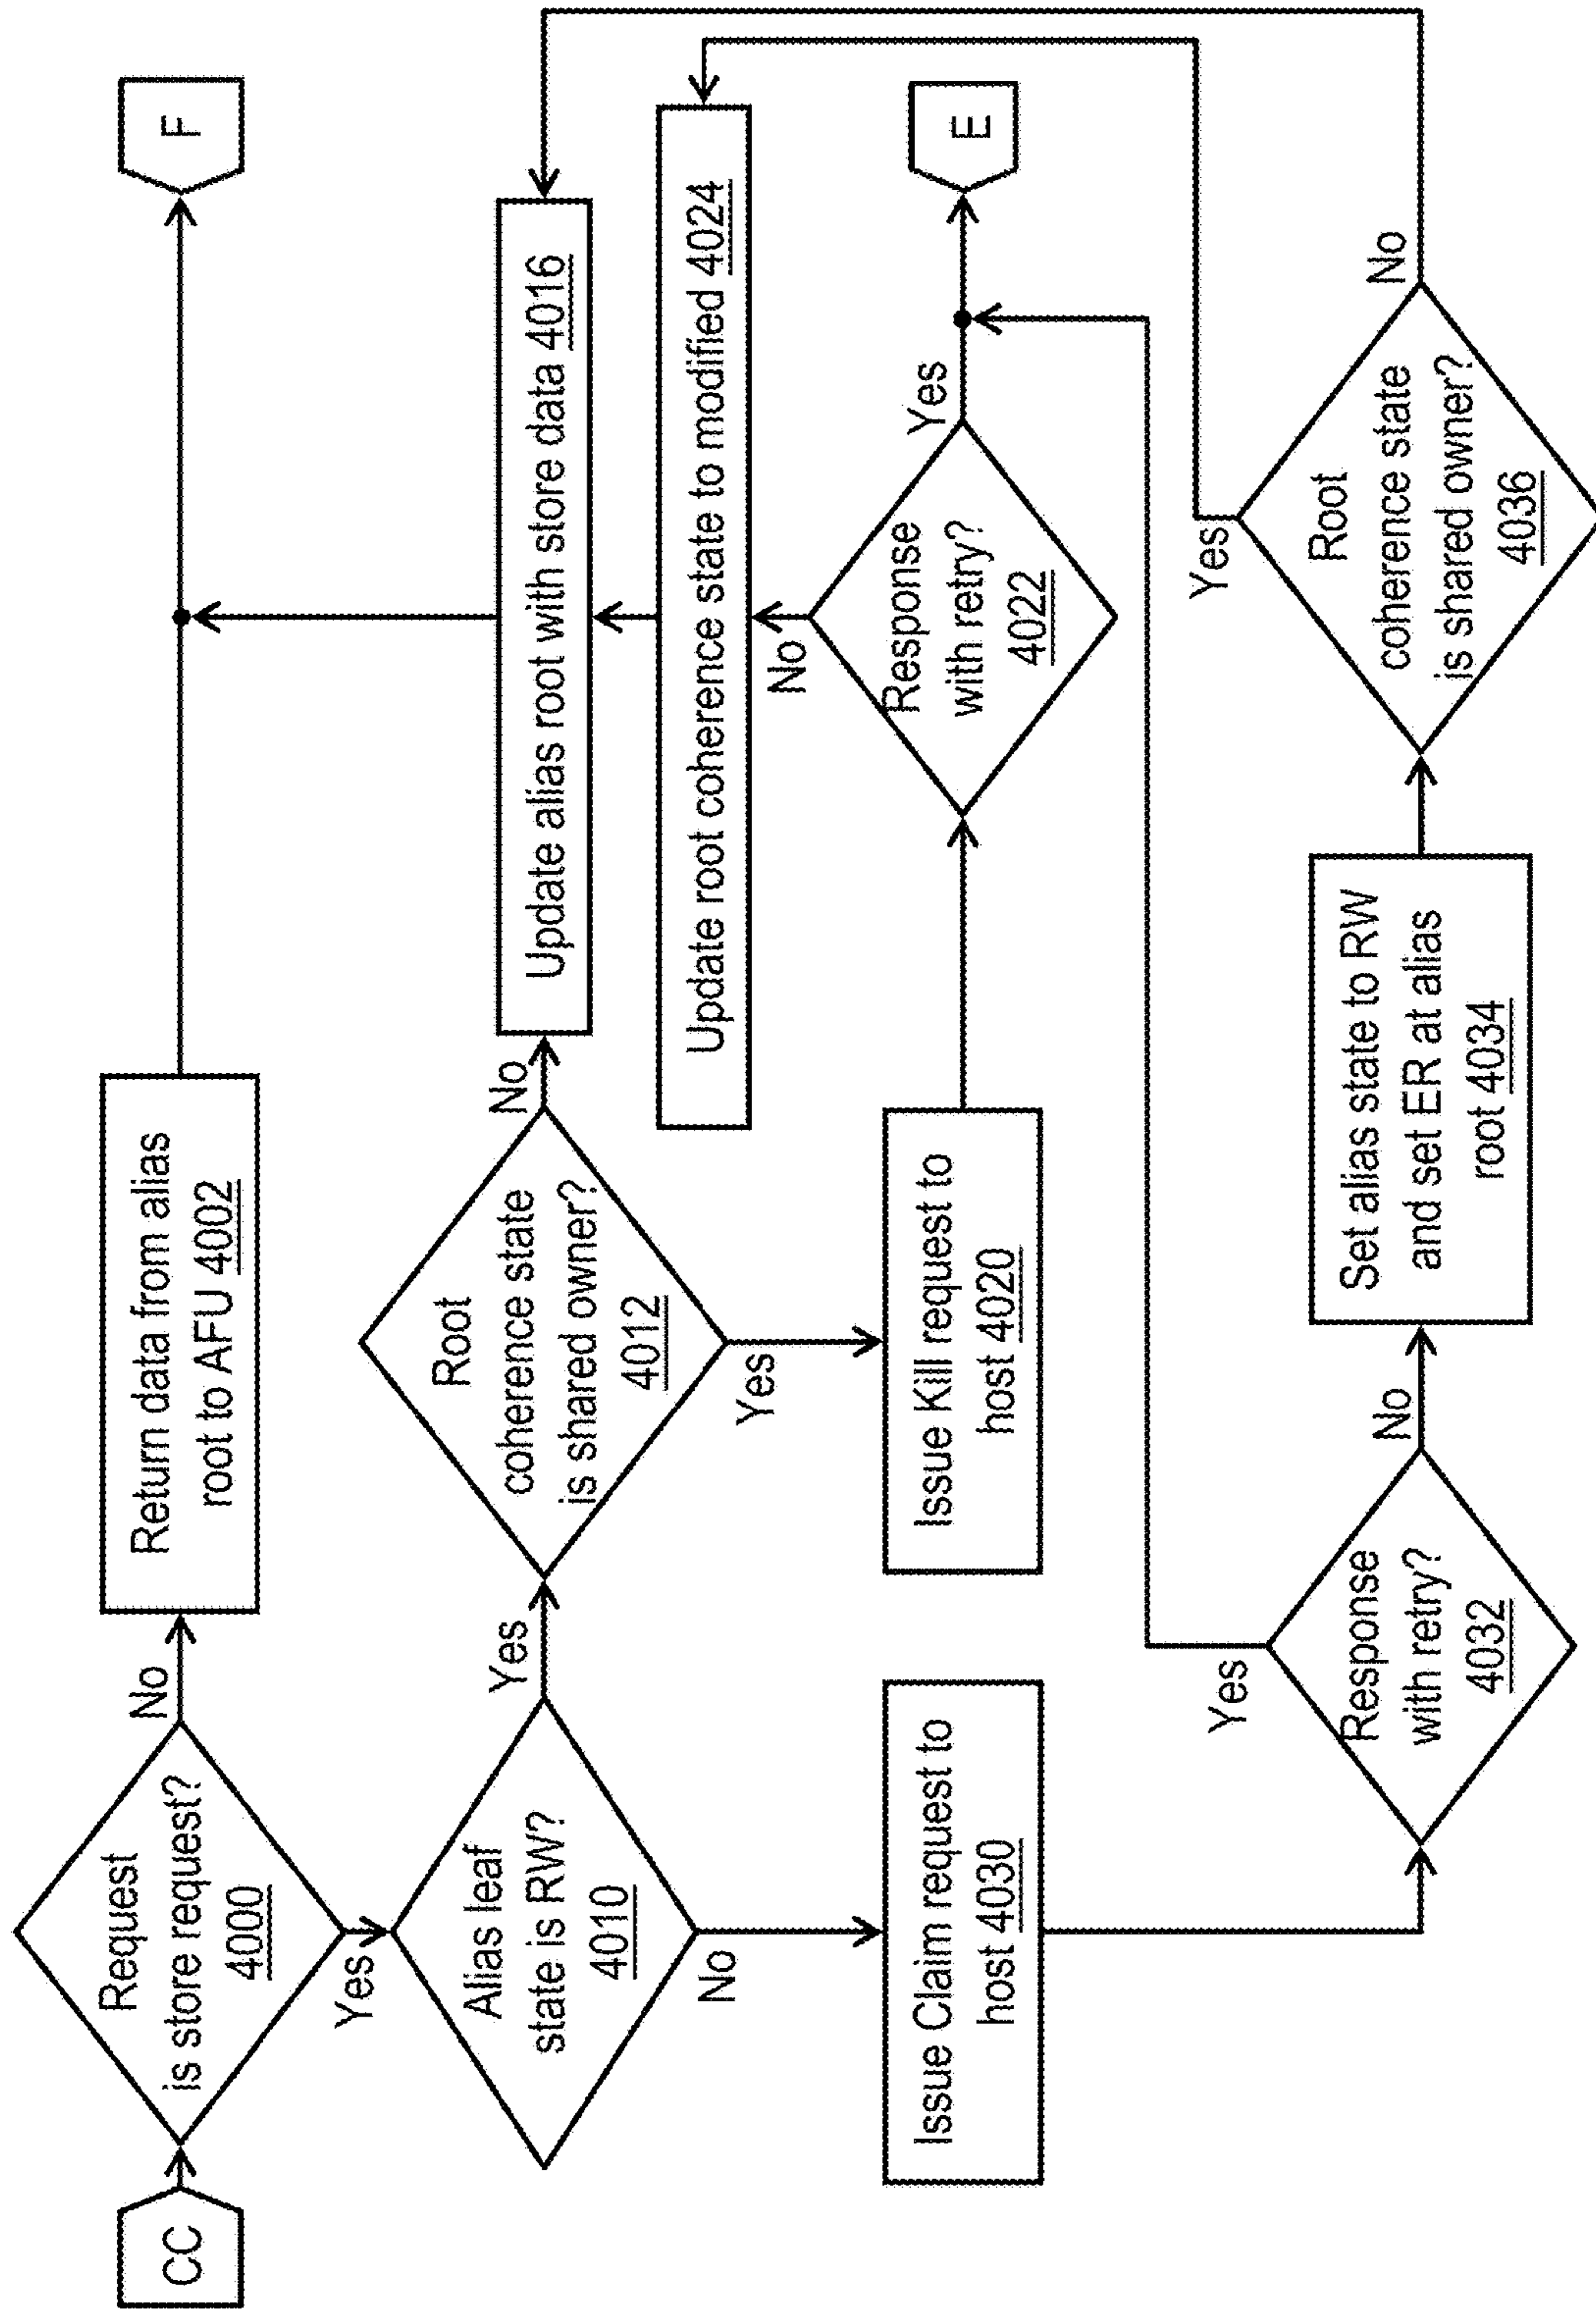 CC
Request
is store request?
4000
No
Return data from alias
root to AFU 4002
F
Yes
Alias leaf
state is RW?
4010
Yes
Root
coherence state
is shared owner?
4012
No
Update alias root with store data 4016
Update root coherence state to modified 4024
No
Yes
No
Issue Claim request to
host 4030
Issue Kill request to
host 4020
Response
with retry?
4022
Yes
E
Yes
Response
with retry?
4032
No
Set alias state to RW
and set ER at alias
root 4034
Yes
Root
coherence state
is shared owner?
4036
No